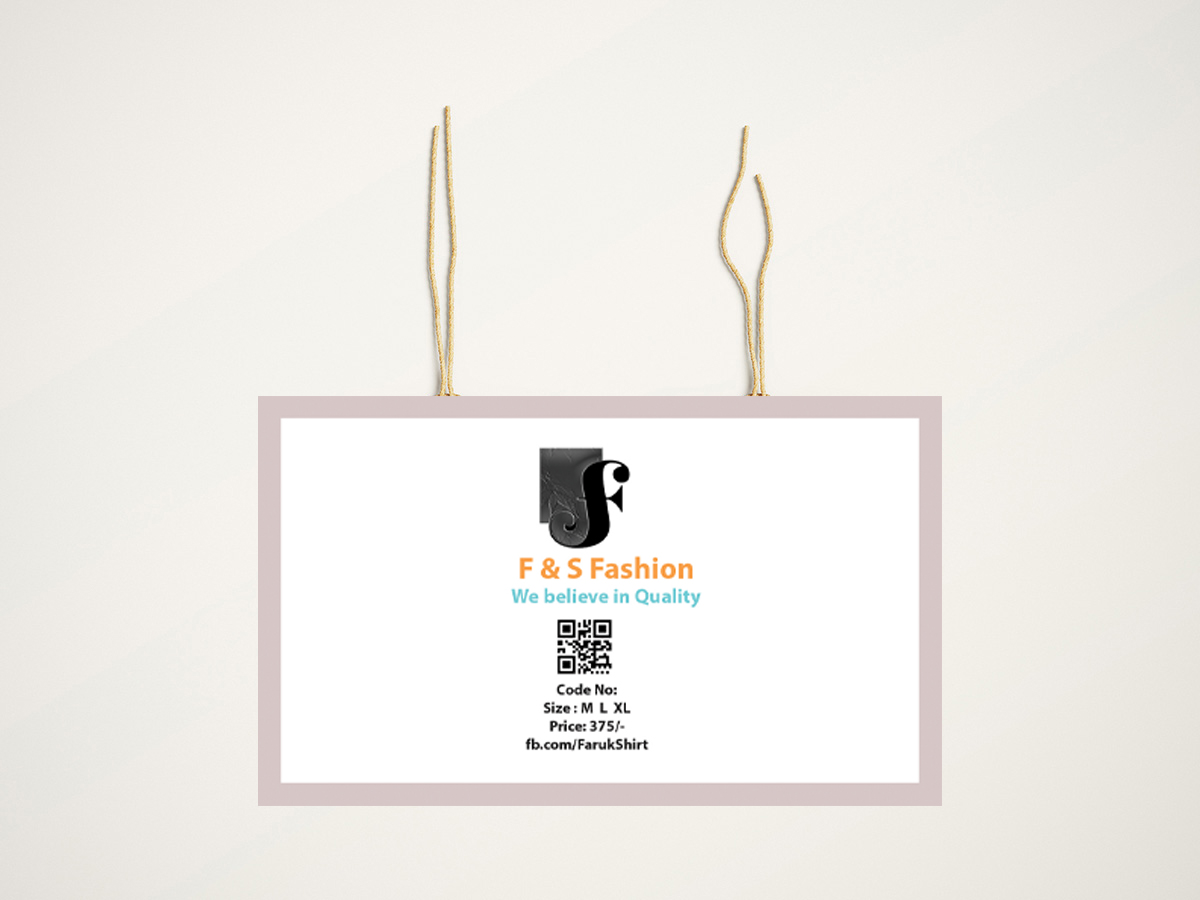 F
F & S Fashion
We believe in Quality
Code No:
Size : M L XL
Price: 375/-
fb.com/FarukShirt